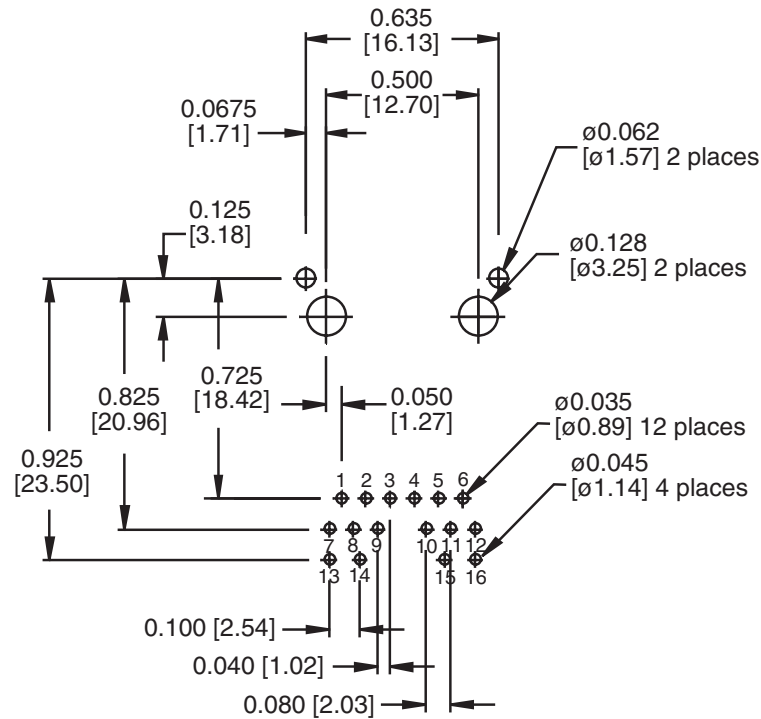 0.635
[16.13]
0.500
[12.70]
0.0675
[1.71]
ø0.062
[ø1.57] 2 places
0.125
[3.18]
ø0.128
[ø3.25] 2 places
0.725
[18.42]
0.050
[1.27]
0.825
[20.96]
ø0.035
[ø0.89] 12 places
0.925
[23.50]
ø0.045
[ø1.14] 4 places
1 2 3 4 5 6
7 8 9 10 11 12
13 14 15 16
0.100 [2.54]
0.040 [1.02]
0.080 [2.03]